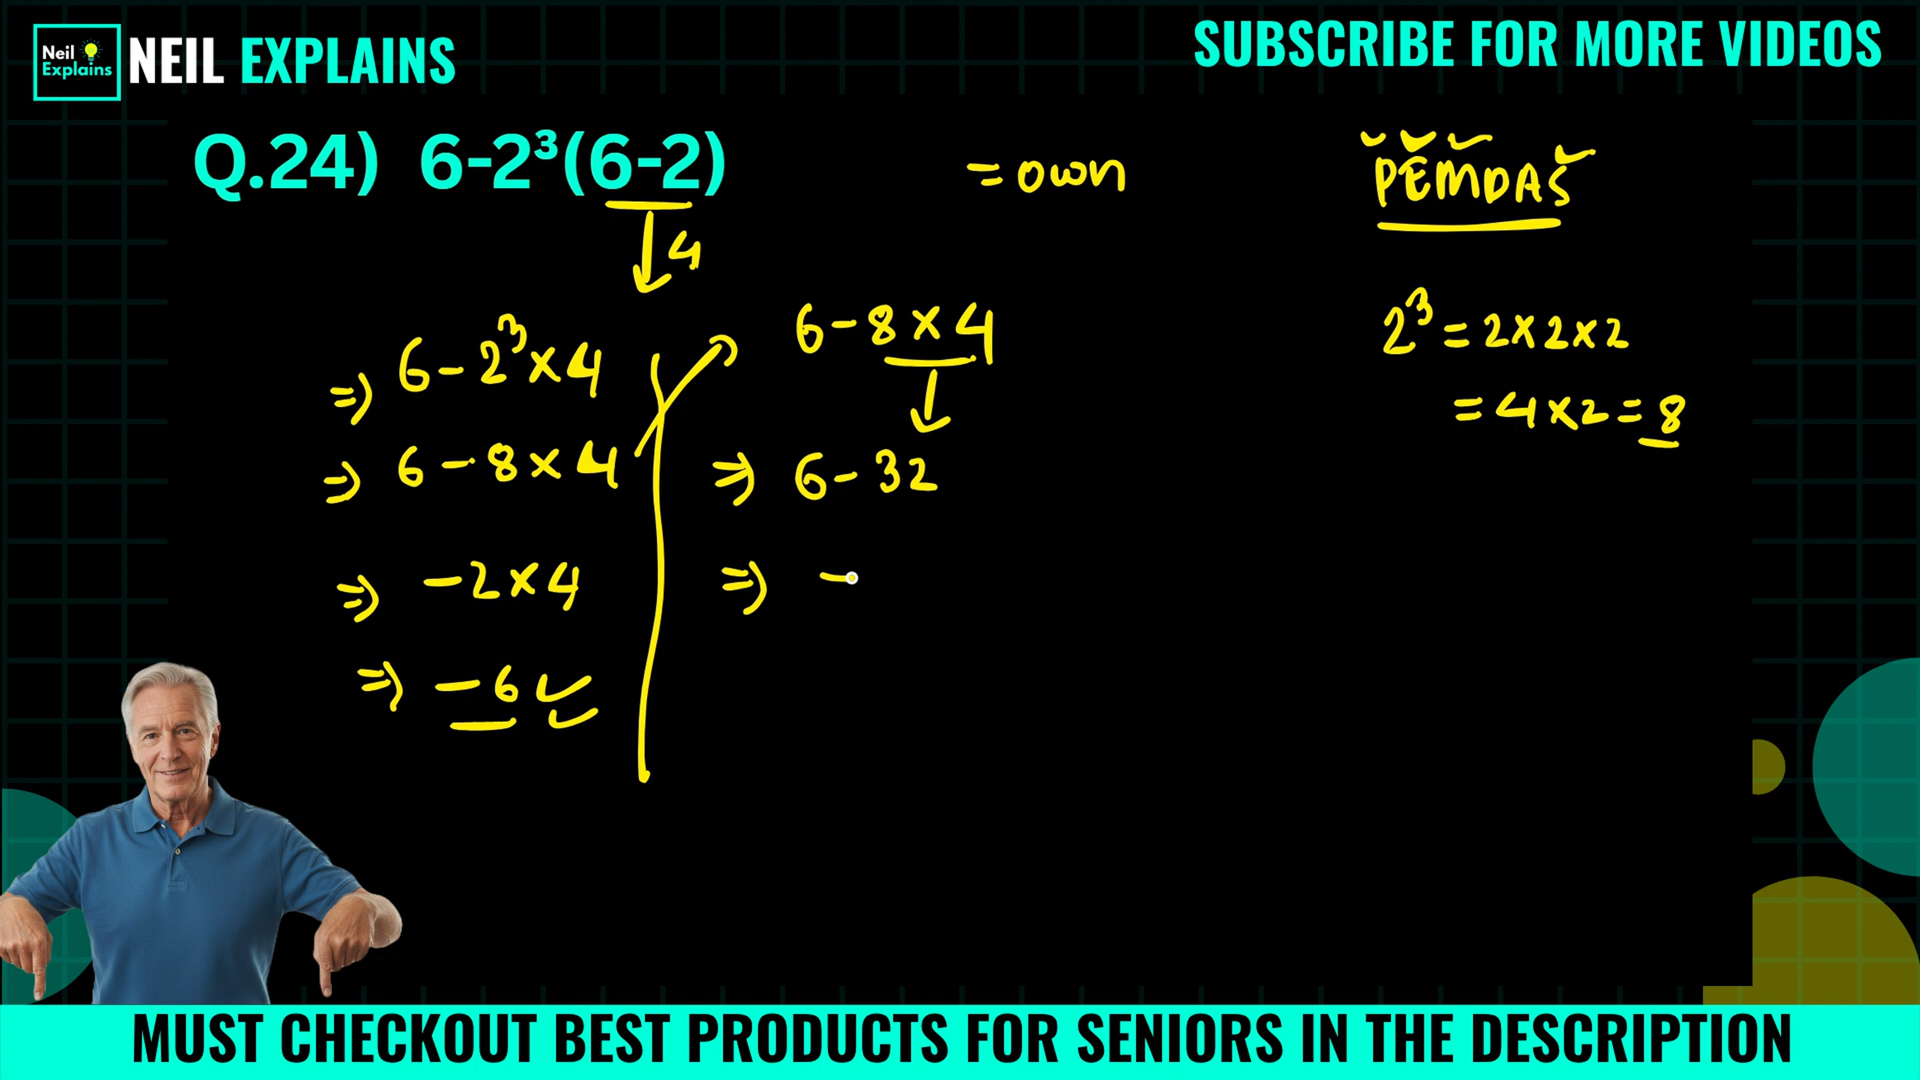 Neil
Explains
NEIL EXPLAINS
SUBSCRIBE FOR MORE VIDEOS
Q.24) 6-2³(6-2)
= own
PEMDAS
4
⇒ 6-2³×4
⇒ 6-8×4
⇒ -2×4
⇒ -6
6-8×4
⇒ 6-32
⇒ -
2³=2×2×2
=4×2=8
MUST CHECKOUT BEST PRODUCTS FOR SENIORS IN THE DESCRIPTION